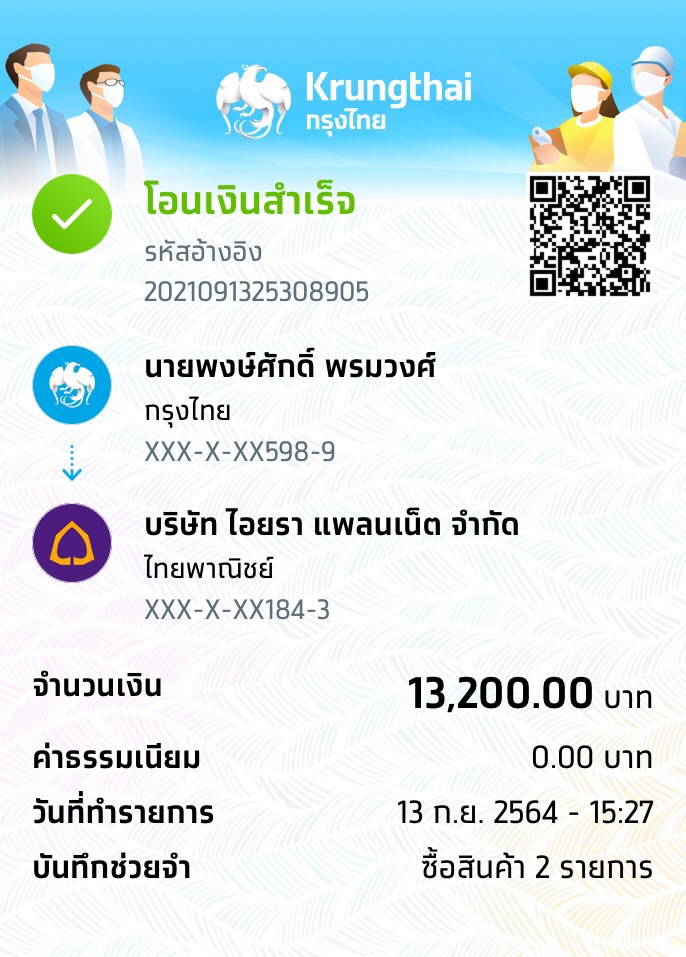 Krungthai
กรุงไทย
โอนเงินสำเร็จ
รหัสอ้างอิง
2021091325308905
นายพงษ์ศักดิ์ พรมวงศ์
กรุงไทย
XXX-X-XX598-9
บริษัท ไอยรา แพลนเน็ต จำกัด
ไทยพาณิชย์
XXX-X-XX184-3
จำนวนเงิน 13,200.00 บาท
ค่าธรรมเนียม 0.00 บาท
วันที่ทำรายการ 13 ก.ย. 2564 - 15:27
บันทึกช่วยจำ ซื้อสินค้า 2 รายการ